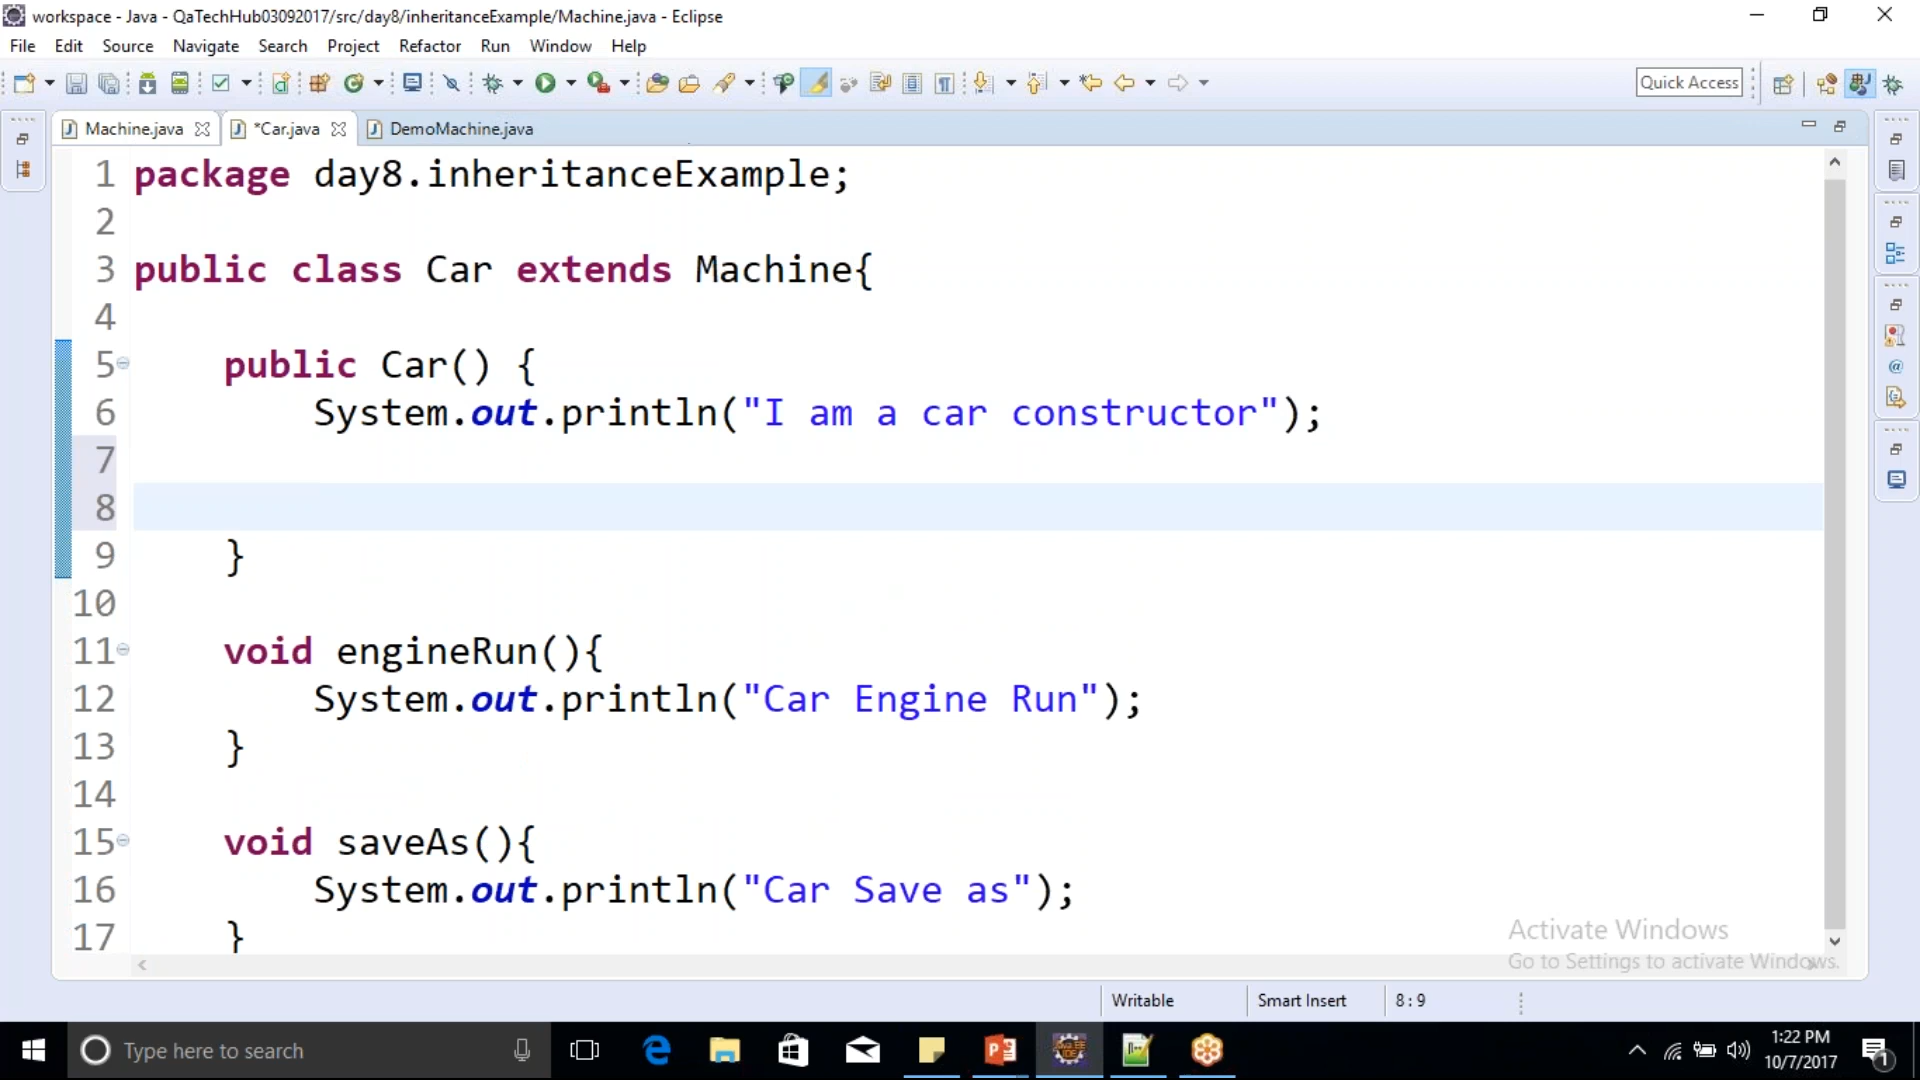 workspace - Java - QaTechHub03092017/src/day8/inheritanceExample/Machine.java - Eclipse
File Edit Source Navigate Search Project Refactor Run Window Help
Quick Access
Machine.java *Car.java DemoMachine.java
1 package day8.inheritanceExample;
2
3 public class Car extends Machine{
4
5 public Car() {
6 System.out.println("I am a car constructor");
7
8
9 }
10
11 void engineRun(){
12 System.out.println("Car Engine Run");
13 }
14
15 void saveAs(){
16 System.out.println("Car Save as");
17 }
Activate Windows
Go to Settings to activate Windows.
Writable Smart Insert 8 : 9
Type here to search
1:22 PM
10/7/2017
1